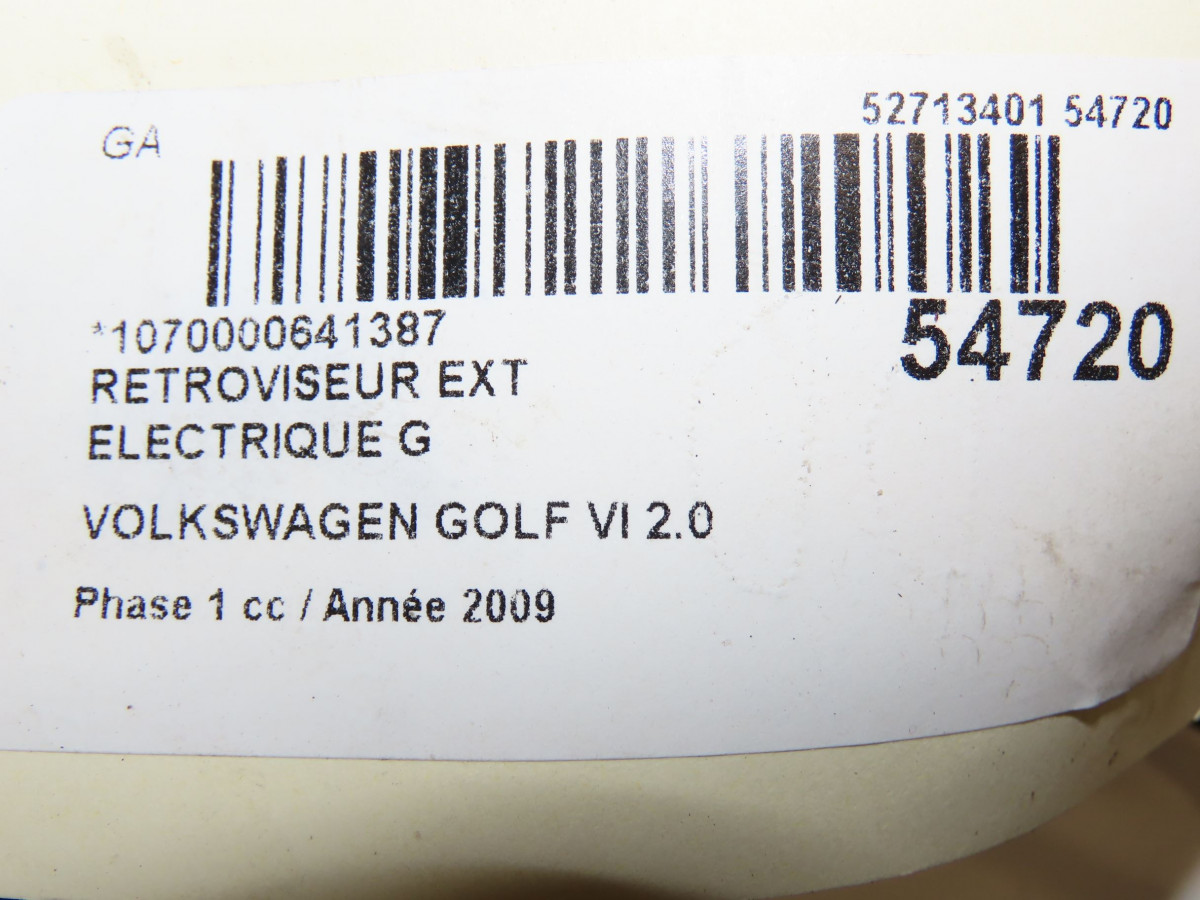 GA
52713401 54720
*1070000641387
54720
RETROVISEUR EXT
ELECTRIQUE G
VOLKSWAGEN GOLF VI 2.0
Phase 1 cc / Année 2009